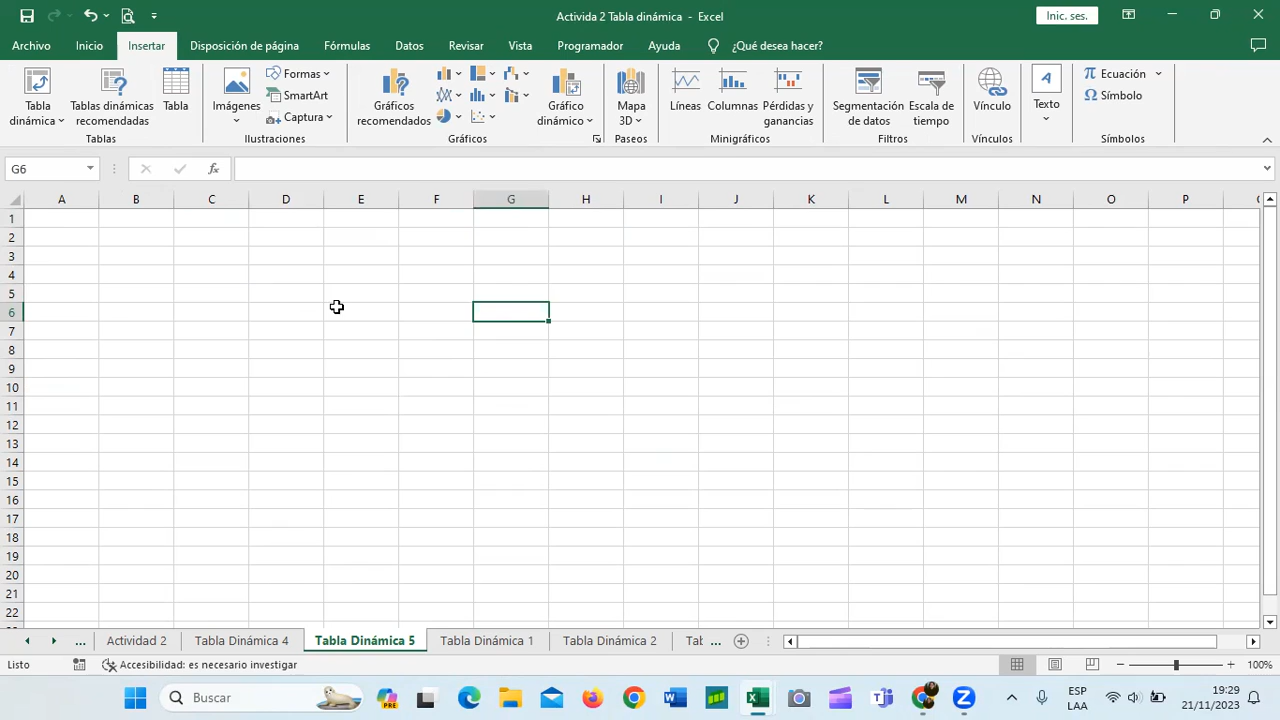 Activida 2 Tabla dinámica - Excel
Inic. ses.
Archivo Inicio Insertar Disposición de página Fórmulas Datos Revisar Vista Programador Ayuda ¿Qué desea hacer?
Tabla dinámica
Tablas dinámicas recomendadas
Tabla
Imágenes
Formas
SmartArt
Captura
Gráficos recomendados
Gráfico dinámico
Mapa 3D
Líneas
Columnas
Pérdidas y ganancias
Segmentación de datos
Escala de tiempo
Vínculo
Texto
Ecuación
Símbolo
Tablas Ilustraciones Gráficos Paseos Minigráficos Filtros Vínculos Símbolos
G6
fx
A B C D E F G H I J K L M N O P
1
2
3
4
5
6
7
8
9
10
11
12
13
14
15
16
17
18
19
20
21
22
... Actividad 2 Tabla Dinámica 4 Tabla Dinámica 5 Tabla Dinámica 1 Tabla Dinámica 2 Tab ...
Listo Accesibilidad: es necesario investigar 100%
Buscar
ESP
LAA
19:29
21/11/2023